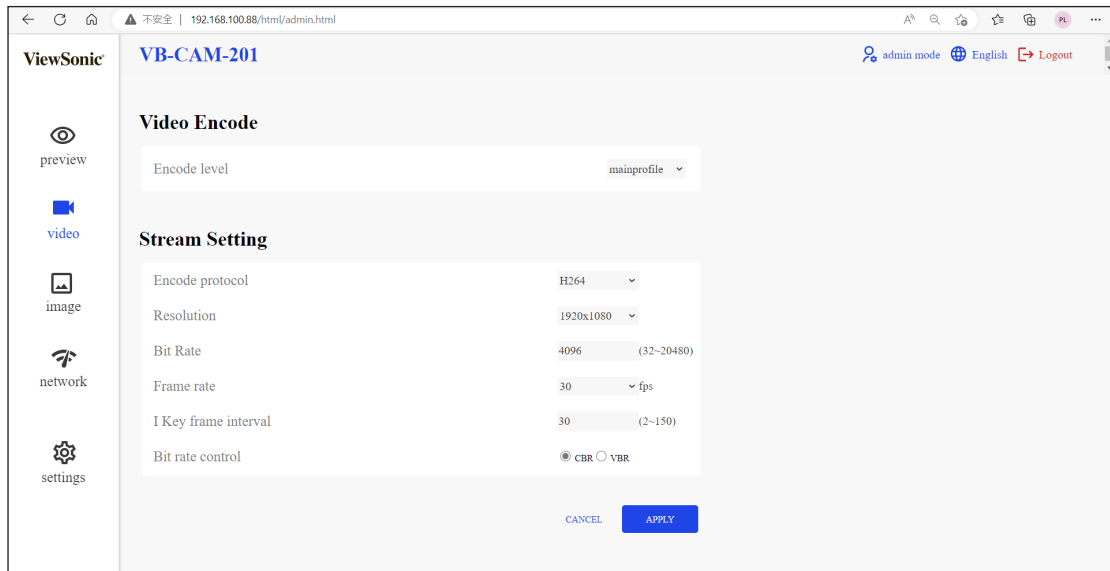 不安全 | 192.168.100.88/html/admin.html
PL
ViewSonic
VB-CAM-201
admin mode English Logout
preview
video
image
network
settings
Video Encode
Encode level mainprofile
Stream Setting
Encode protocol H264
Resolution 1920x1080
Bit Rate 4096 (32~20480)
Frame rate 30 fps
I Key frame interval 30 (2~150)
Bit rate control CBR VBR
CANCEL APPLY